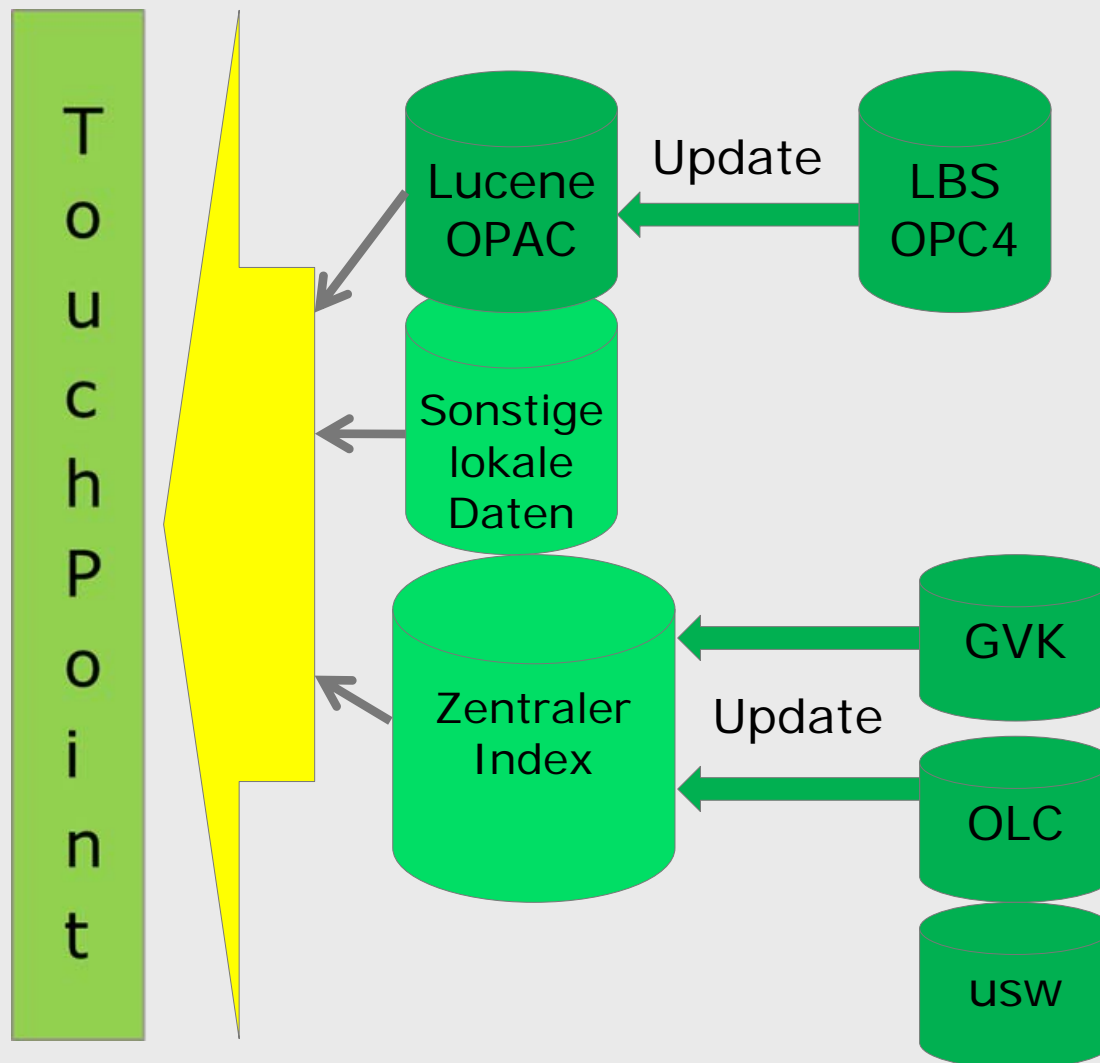 TouchPoint
Lucene
OPAC
Update
LBS
OPC4
Sonstige
lokale
Daten
Zentraler
Index
Update
GVK
OLC
usw